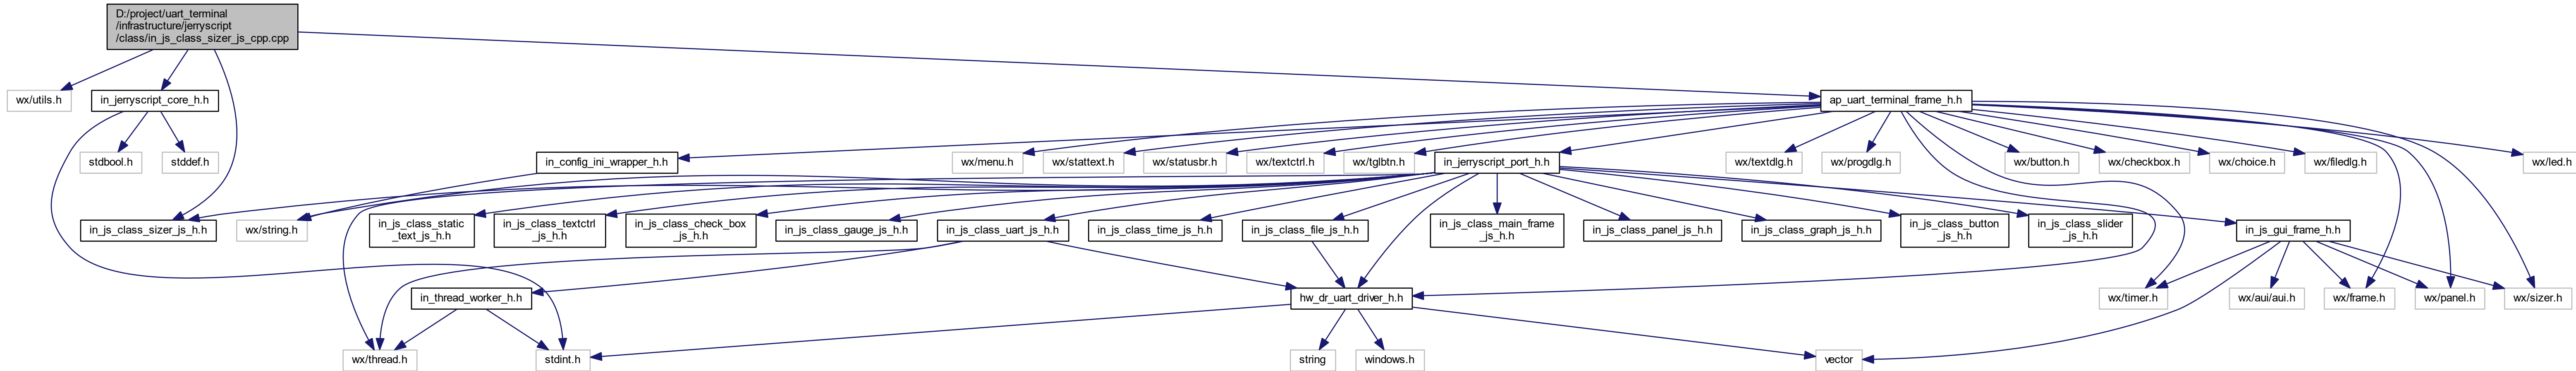 D:/project/uart_terminal
/infrastructure/jerryscript
/class/in_js_class_sizer_js_cpp.cpp
wx/utils.h
in_jerryscript_core_h.h
ap_uart_terminal_frame_h.h
stdbool.h
stddef.h
in_config_ini_wrapper_h.h
wx/menu.h
wx/stattext.h
wx/statusbr.h
wx/textctrl.h
wx/tglbtn.h
in_jerryscript_port_h.h
wx/textdlg.h
wx/progdlg.h
wx/button.h
wx/checkbox.h
wx/choice.h
wx/filedlg.h
wx/led.h
in_js_class_sizer_js_h.h
wx/string.h
in_js_class_static
_text_js_h.h
in_js_class_textctrl
_js_h.h
in_js_class_check_box
_js_h.h
in_js_class_gauge_js_h.h
in_js_class_uart_js_h.h
in_js_class_time_js_h.h
in_js_class_file_js_h.h
in_js_class_main_frame
_js_h.h
in_js_class_panel_js_h.h
in_js_class_graph_js_h.h
in_js_class_button
_js_h.h
in_js_class_slider
_js_h.h
in_js_gui_frame_h.h
in_thread_worker_h.h
hw_dr_uart_driver_h.h
wx/timer.h
wx/aui/aui.h
wx/frame.h
wx/panel.h
wx/sizer.h
wx/thread.h
stdint.h
string
windows.h
vector